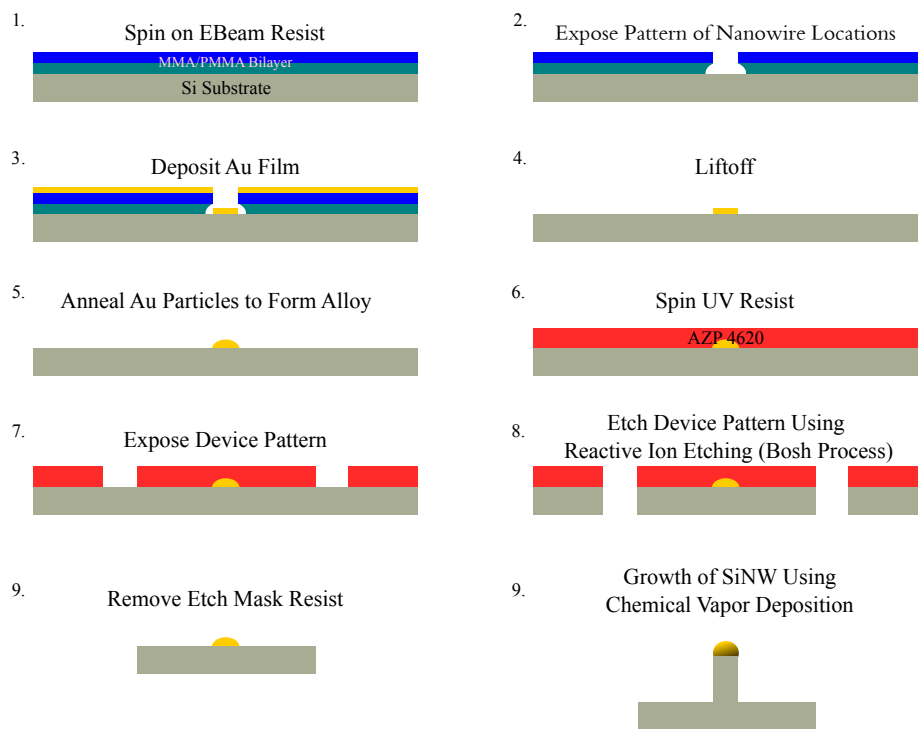 1.
Spin on EBeam Resist
MMA/PMMA Bilayer
Si Substrate
2.
Expose Pattern of Nanowire Locations
3.
Deposit Au Film
4.
Liftoff
5.
Anneal Au Particles to Form Alloy
6.
Spin UV Resist
AZP 4620
7.
Expose Device Pattern
8.
Etch Device Pattern Using
Reactive Ion Etching (Bosh Process)
9.
Remove Etch Mask Resist
9.
Growth of SiNW Using
Chemical Vapor Deposition